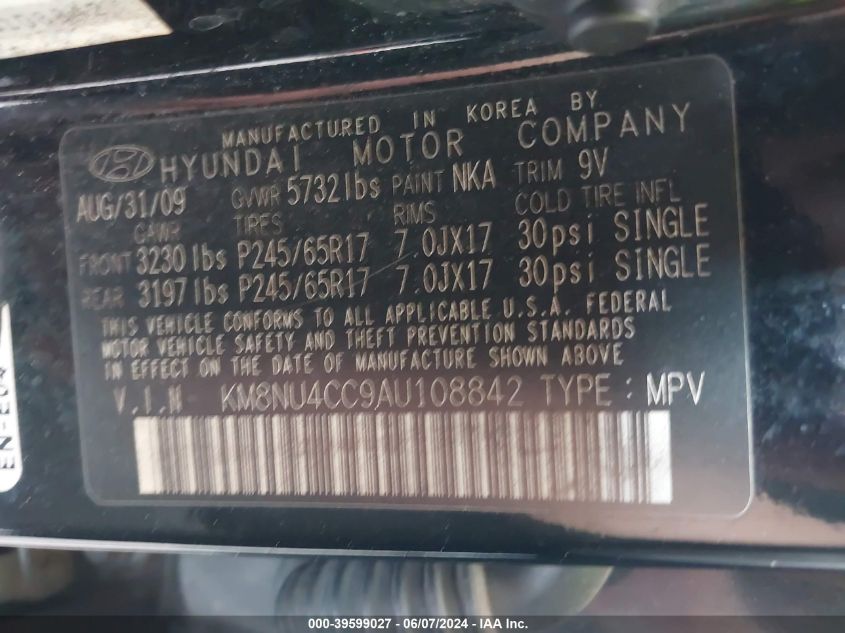 MANUFACTURED IN KOREA BY
HYUNDAI MOTOR COMPANY
AUG/31/09 GVWR 5732lbs PAINT NKA TRIM 9V
GAWR TIRES RIMS COLD TIRE INFL
FRONT 3230lbs P245/65R17 7.0JX17 30psi SINGLE
REAR 3197lbs P245/65R17 7.0JX17 30psi SINGLE
THIS VEHICLE CONFORMS TO ALL APPLICABLE U.S.A. FEDERAL
MOTOR VEHICLE SAFETY AND THEFT PREVENTION STANDARDS
IN EFFECT ON THE DATE OF MANUFACTURE SHOWN ABOVE
V.I.N KM8NU4CC9AU108842 TYPE: MPV
000-39599027 - 06/07/2024 - IAA Inc.